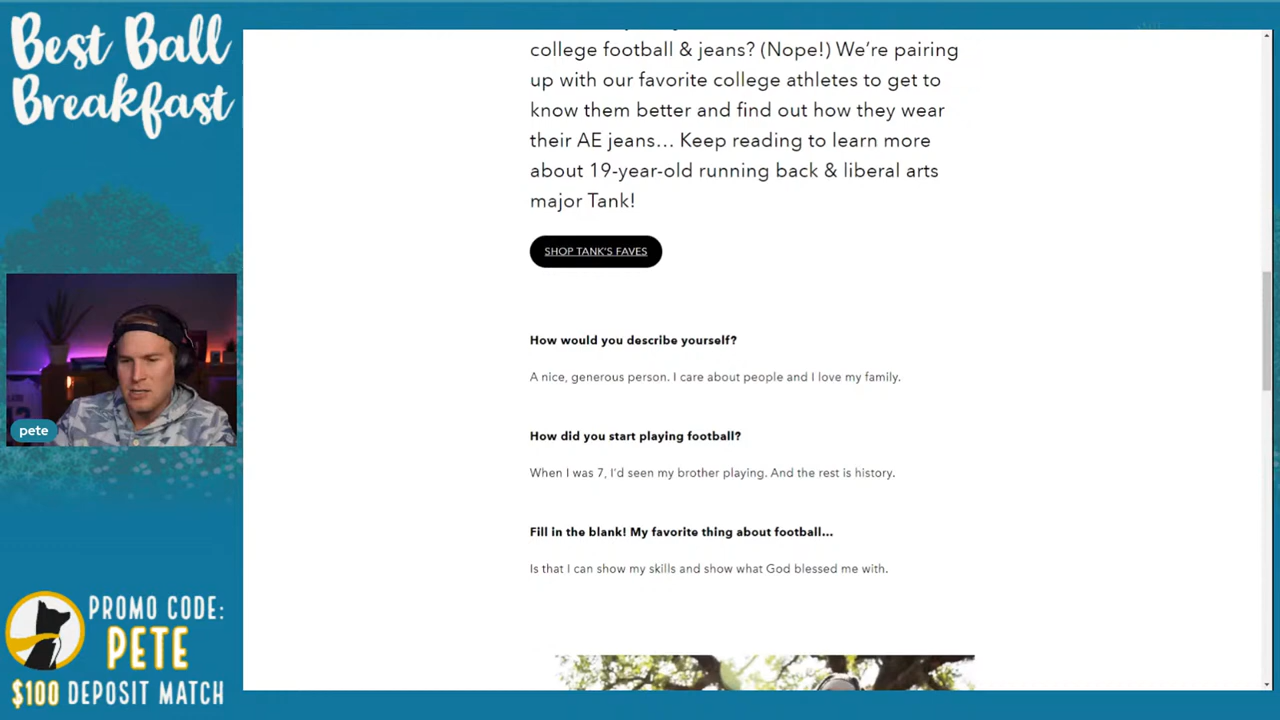 Best Ball
Breakfast
college football & jeans? (Nope!) We’re pairing
up with our favorite college athletes to get to
know them better and find out how they wear
their AE jeans… Keep reading to learn more
about 19-year-old running back & liberal arts
major Tank!
SHOP TANK'S FAVES
How would you describe yourself?
A nice, generous person. I care about people and I love my family.
pete
How did you start playing football?
When I was 7, I’d seen my brother playing. And the rest is history.
Fill in the blank! My favorite thing about football…
Is that I can show my skills and show what God blessed me with.
PROMO CODE:
PETE
$100 DEPOSIT MATCH